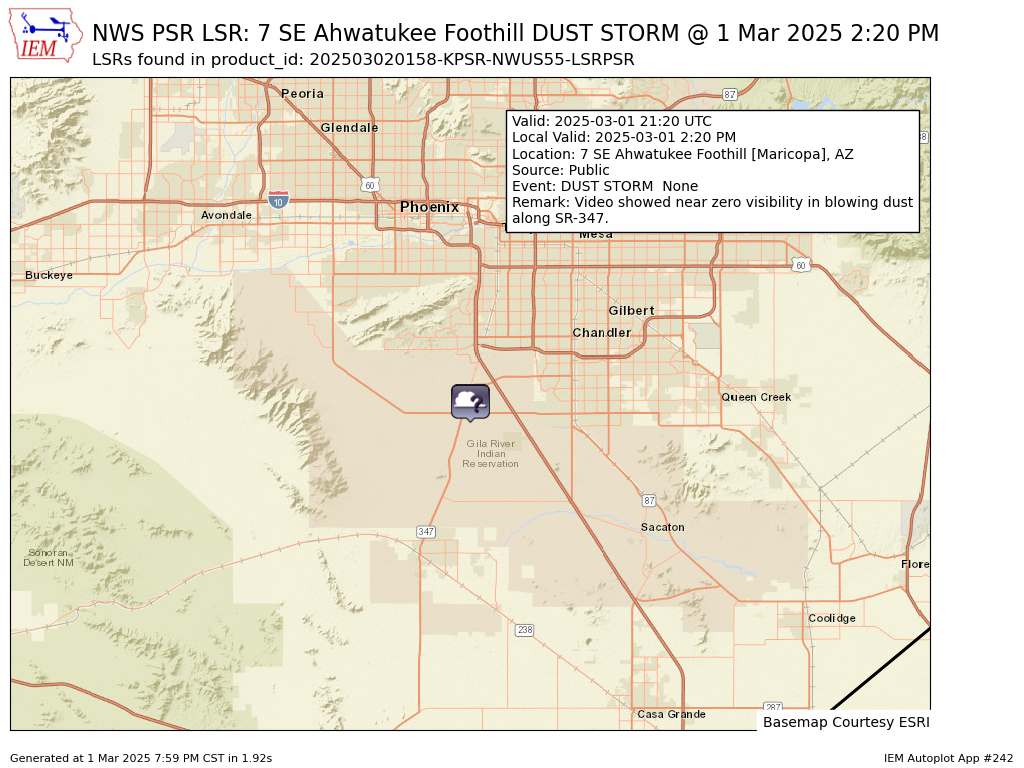 IEM
NWS PSR LSR: 7 SE Ahwatukee Foothill DUST STORM @ 1 Mar 2025 2:20 PM
LSRs found in product_id: 202503020158-KPSR-NWUS55-LSRPSR
Peoria
87
Glendale
Valid: 2025-03-01 21:20 UTC
Local Valid: 2025-03-01 2:20 PM
Location: 7 SE Ahwatukee Foothill [Maricopa], AZ
Source: Public
Event: DUST STORM  None
Remark: Video showed near zero visibility in blowing dust
along SR-347.
60
10
Phoenix
Avondale
Mesa
60
Buckeye
Gilbert
Chandler
Queen Creek
Gila River
Indian
Reservation
87
Sacaton
347
Sonoran
Desert NM
Flore
Coolidge
238
287
Casa Grande
Basemap Courtesy ESRI
Generated at 1 Mar 2025 7:59 PM CST in 1.92s
IEM Autoplot App #242